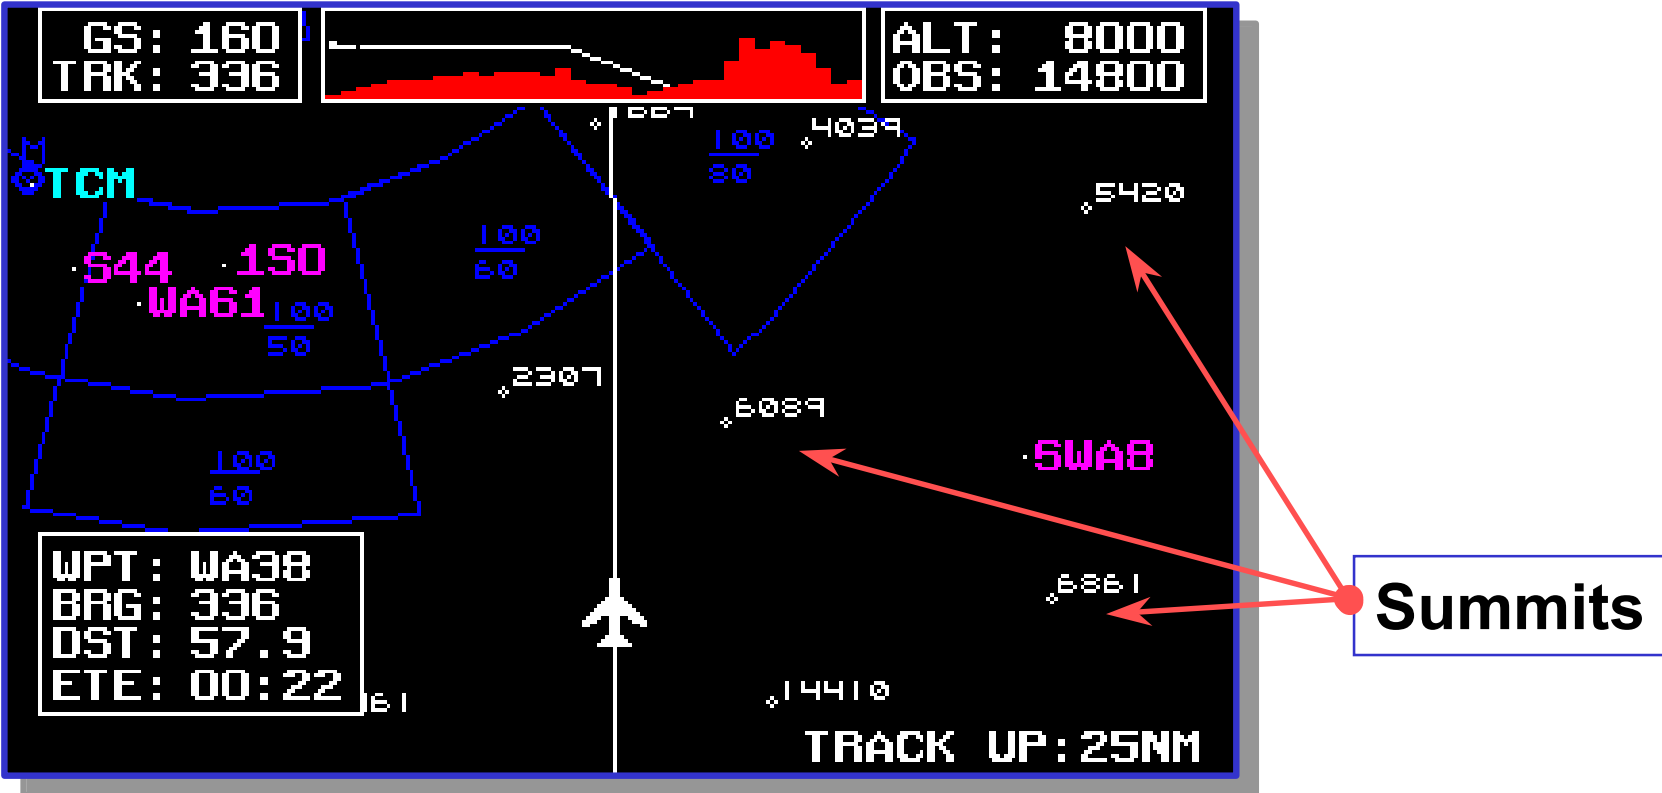 GS: 160
TRK: 336
ALT: 8000
OBS: 14800
4039
100
80
TCM
5420
100
60
S44
1S0
WA61
100
50
2307
6089
SWA8
100
60
WPT: WA38
BRG: 336
DST: 57.9
ETE: 00:22
6861
Summits
61
14410
TRACK UP:25NM